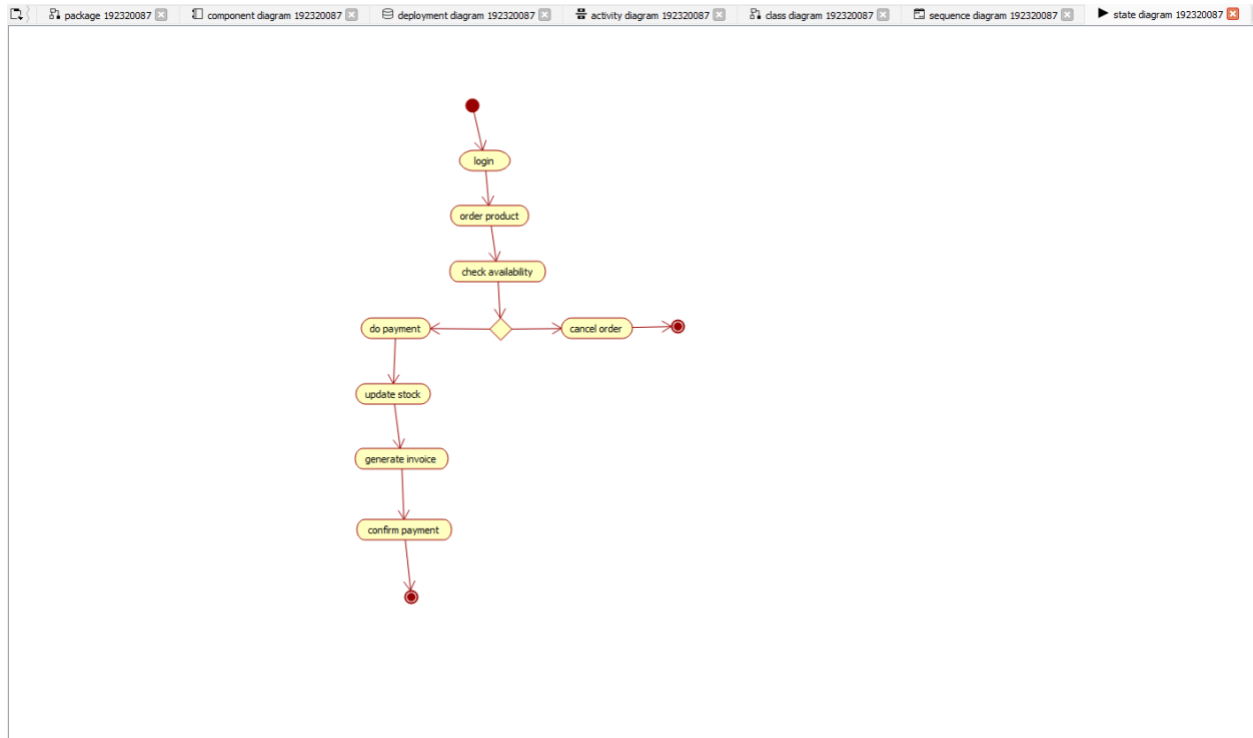 package 192320087 component diagram 192320087 deployment diagram 192320087 activity diagram 192320087 class diagram 192320087 sequence diagram 192320087 state diagram 192320087
login
order product
check availability
do payment cancel order
update stock
generate invoice
confirm payment